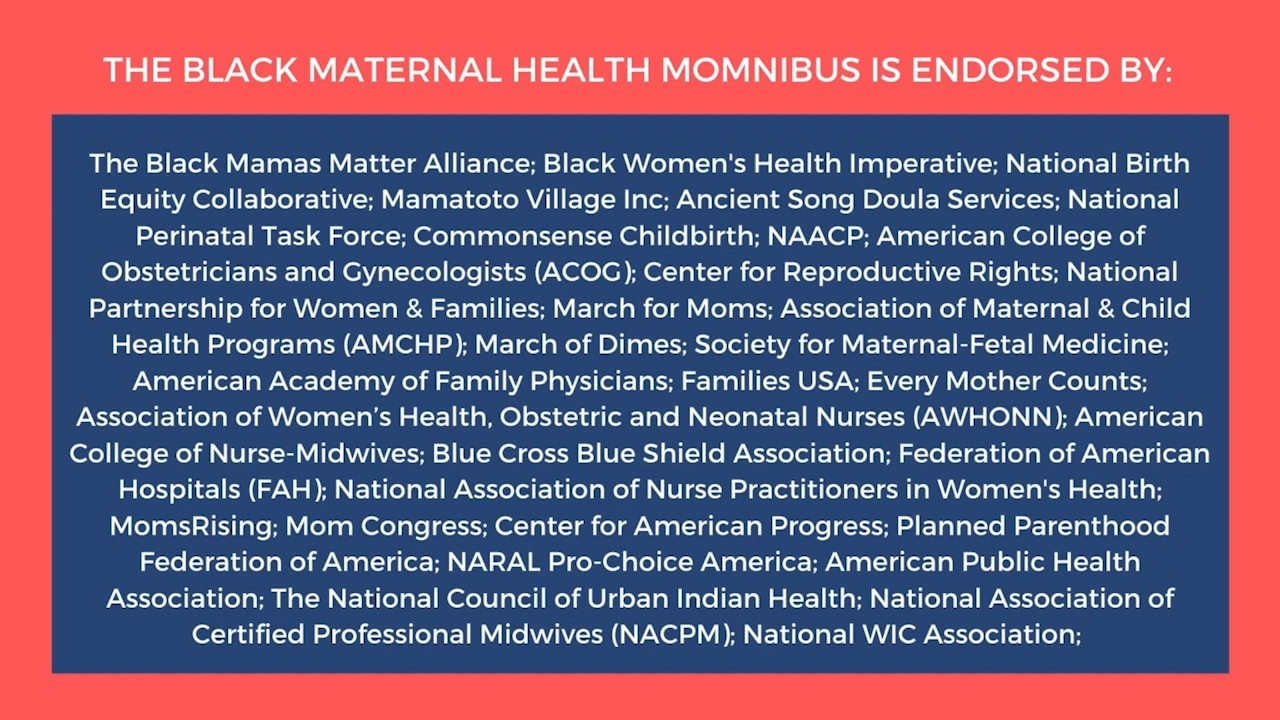 THE BLACK MATERNAL HEALTH MOMNIBUS IS ENDORSED BY:
The Black Mamas Matter Alliance; Black Women's Health Imperative; National Birth
Equity Collaborative; Mamatoto Village Inc; Ancient Song Doula Services; National
Perinatal Task Force; Commonsense Childbirth; NAACP; American College of
Obstetricians and Gynecologists (ACOG); Center for Reproductive Rights; National
Partnership for Women & Families; March for Moms; Association of Maternal & Child
Health Programs (AMCHP); March of Dimes; Society for Maternal-Fetal Medicine;
American Academy of Family Physicians; Families USA; Every Mother Counts;
Association of Women’s Health, Obstetric and Neonatal Nurses (AWHONN); American
College of Nurse-Midwives; Blue Cross Blue Shield Association; Federation of American
Hospitals (FAH); National Association of Nurse Practitioners in Women's Health;
MomsRising; Mom Congress; Center for American Progress; Planned Parenthood
Federation of America; NARAL Pro-Choice America; American Public Health
Association; The National Council of Urban Indian Health; National Association of
Certified Professional Midwives (NACPM); National WIC Association;